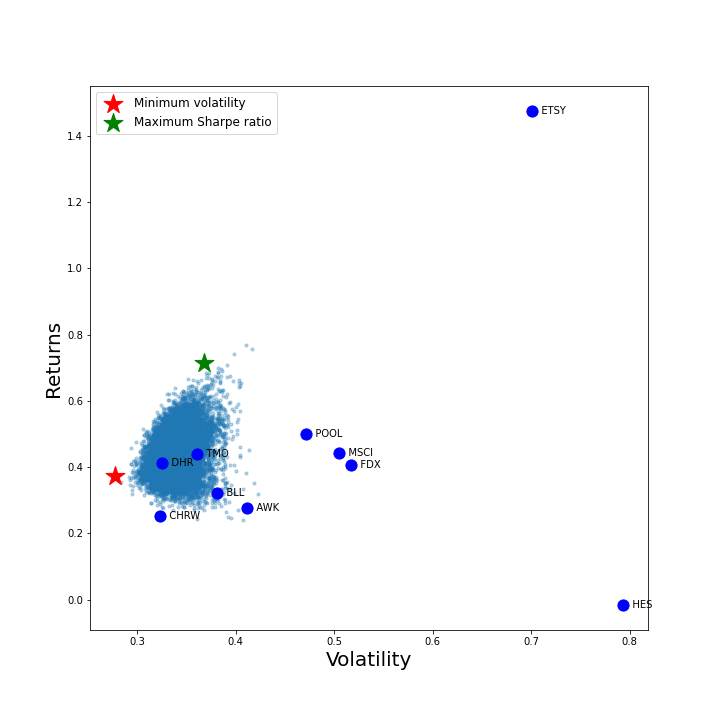 Minimum volatility
Maximum Sharpe ratio
ETSY
1.4
1.2
1.0
0.8
Returns
0.6
POOL
TMO
MSCI
DHR
FDX
0.4
BLL
AWK
CHRW
0.2
0.0
HES
0.3 0.4 0.5 0.6 0.7 0.8
Volatility